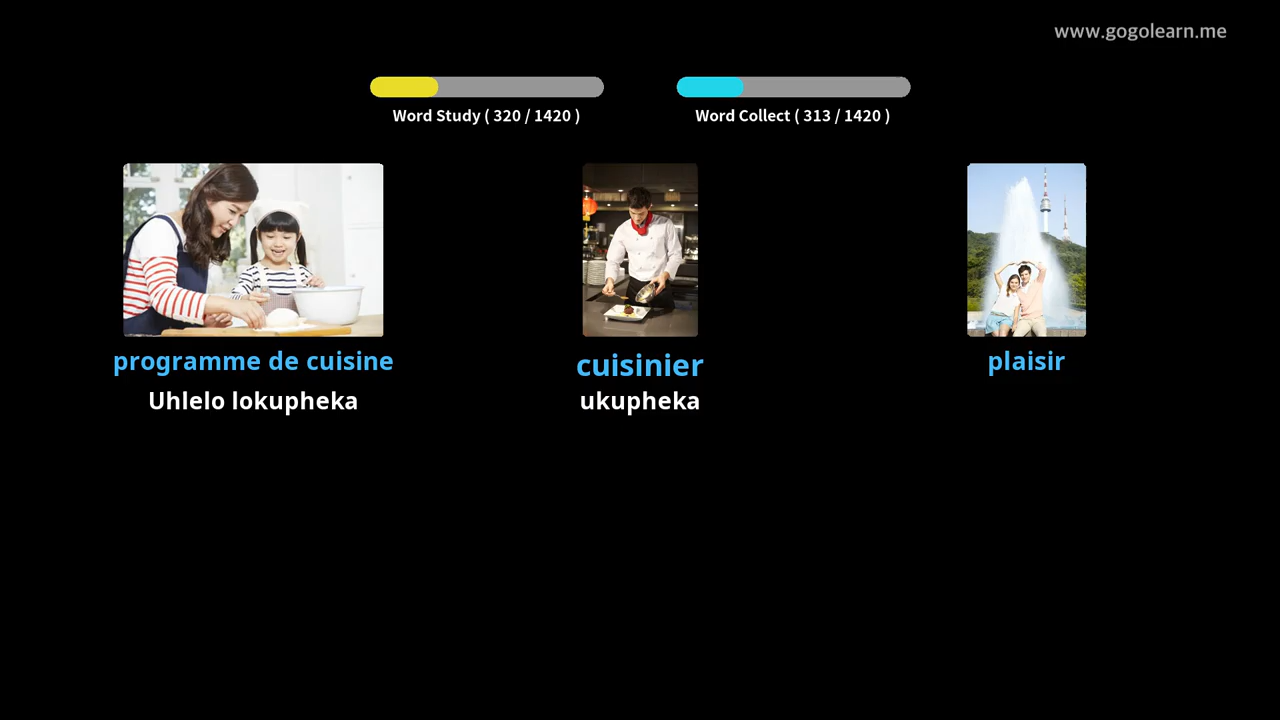 www.gogolearn.me
Word Study ( 320 / 1420 )
Word Collect ( 313 / 1420 )
programme de cuisine
Uhlelo lokupheka
cuisinier
ukupheka
plaisir